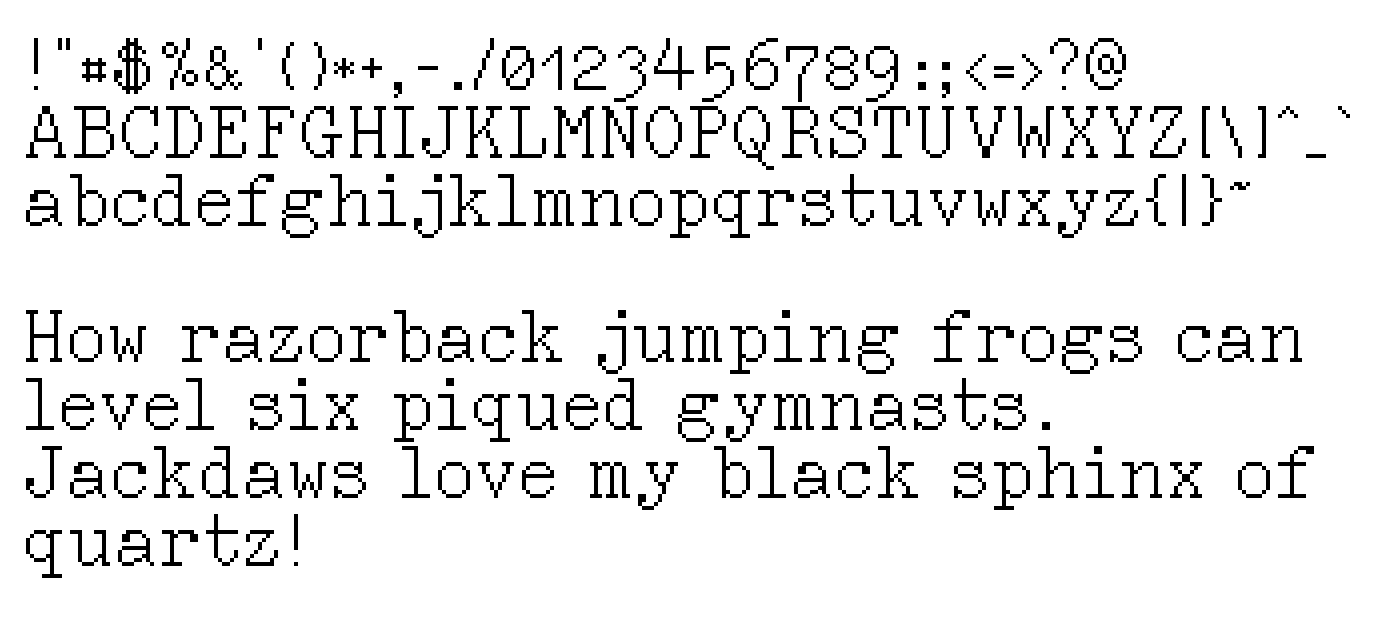 !"#$%&'()*+,-./0123456789:;<=>?@
ABCDEFGHIJKLMNOPQRSTUVWXYZ[\]^_`
abcdefghijklmnopqrstuvwxyz{|}~
How razorback jumping frogs can
level six piqued gymnasts.
Jackdaws love my black sphinx of
quartz!